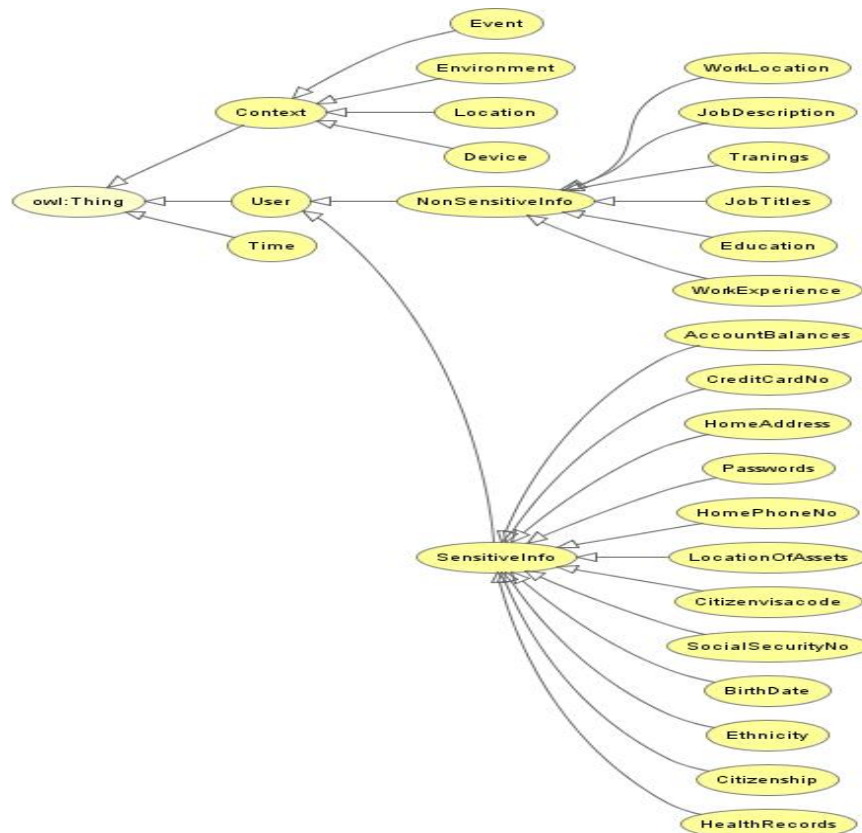 Event
Environment
WorkLocation
Context
Location
JobDescription
Device
Tranings
owl:Thing
User
NonSensitiveInfo
JobTitles
Time
Education
WorkExperience
AccountBalances
CreditCardNo
HomeAddress
Passwords
HomePhoneNo
SensitiveInfo
LocationOfAssets
Citizenvisacode
SocialSecurityNo
BirthDate
Ethnicity
Citizenship
HealthRecords